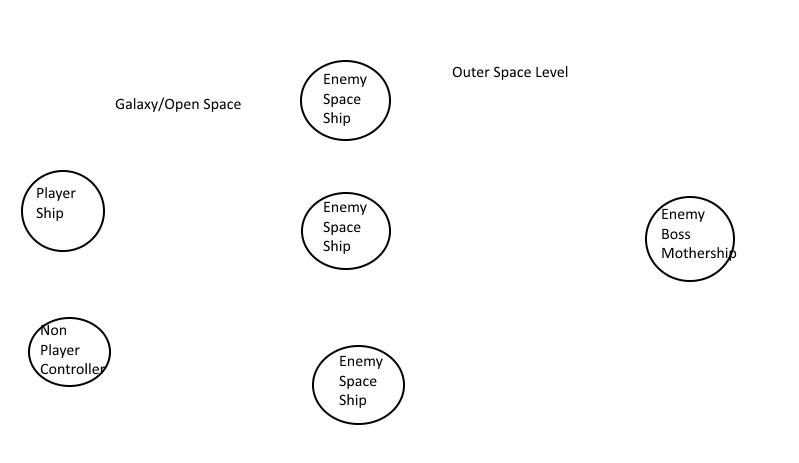 Outer Space Level
Galaxy/Open Space
Enemy
Space
Ship
Player
Ship
Enemy
Space
Ship
Enemy
Boss
Mothership
Non
Player
Controller
Enemy
Space
Ship